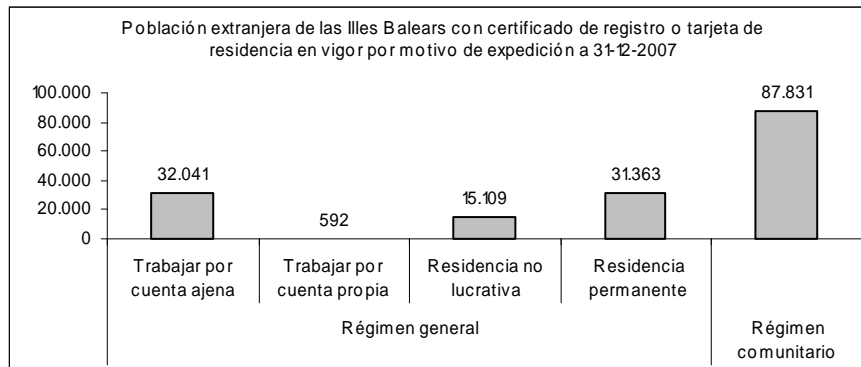 Población extranjera de las Illes Balears con certificado de registro o tarjeta de
residencia en vigor por motivo de expedición a 31-12-2007
100.000
80.000
60.000
40.000
20.000
0
32.041
592
15.109
31.363
87.831
Trabajar por
cuenta ajena
Trabajar por
cuenta propia
Residencia no
lucrativa
Residencia
permanente
Régimen general
Régimen
comunitario